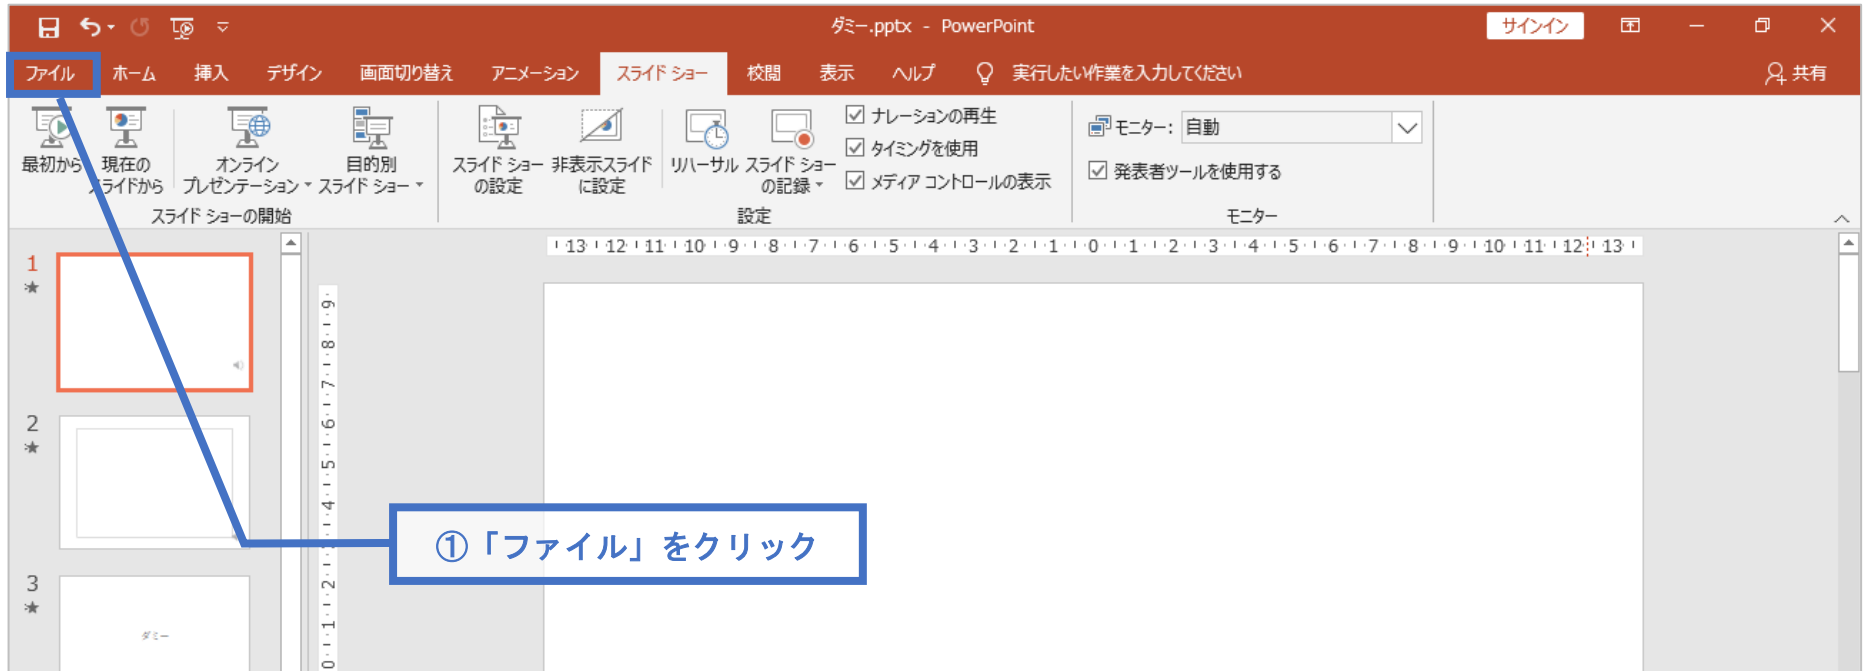 ダミー.pptx - PowerPoint
サインイン
ファイル ホーム 挿入 デザイン 画面切り替え アニメーション スライド ショー 校閲 表示 ヘルプ 実行したい作業を入力してください 共有
最初から
現在の
スライドから
オンライン
プレゼンテーション
目的別
スライド ショー
スライド ショーの開始
スライド ショー
の設定
非表示スライド
に設定
リハーサル
スライド ショー
の記録
ナレーションの再生
タイミングを使用
メディア コントロールの表示
設定
モニター: 自動
発表者ツールを使用する
モニター
13 12 11 10 9 8 7 6 5 4 3 2 1 0 1 2 3 4 5 6 7 8 9 10 11 12 13
1
2
3
ダミー
9 8 7 6 5 4 3 2 1 0
①「ファイル」をクリック